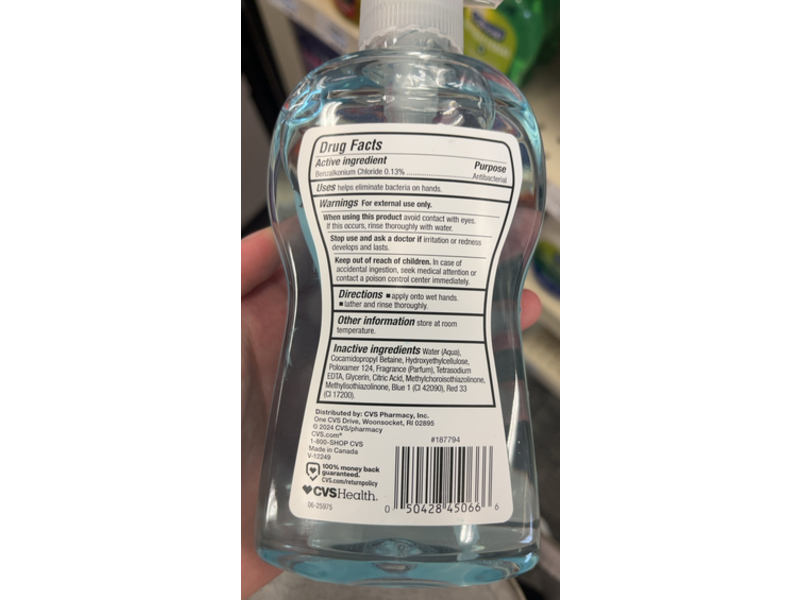 Drug Facts
Active ingredient Purpose
Benzalkonium Chloride 0.13% ........................ Antibacterial
Uses helps eliminate bacteria on hands.
Warnings For external use only.
When using this product avoid contact with eyes.
If this occurs, rinse thoroughly with water.
Stop use and ask a doctor if irritation or redness
develops and lasts.
Keep out of reach of children. In case of
accidental ingestion, seek medical attention or
contact a poison control center immediately.
Directions ■ apply onto wet hands.
■ lather and rinse thoroughly.
Other information store at room
temperature.
Inactive ingredients Water (Aqua),
Cocamidopropyl Betaine, Hydroxyethylcellulose,
Poloxamer 124, Fragrance (Parfum), Tetrasodium
EDTA, Glycerin, Citric Acid, Methylchoroisothiazolinone,
Methylisothiazolinone, Blue 1 (CI 42090), Red 33
(CI 17200).
Distributed by: CVS Pharmacy, Inc.
One CVS Drive, Woonsocket, RI 02895
© 2024 CVS/pharmacy
CVS.com®
1-800-SHOP CVS
Made in Canada
V-12249
#187794
100% money back
guaranteed.
CVS.com/returnpolicy
CVSHealth.
06-25975
0 50428 45066 6